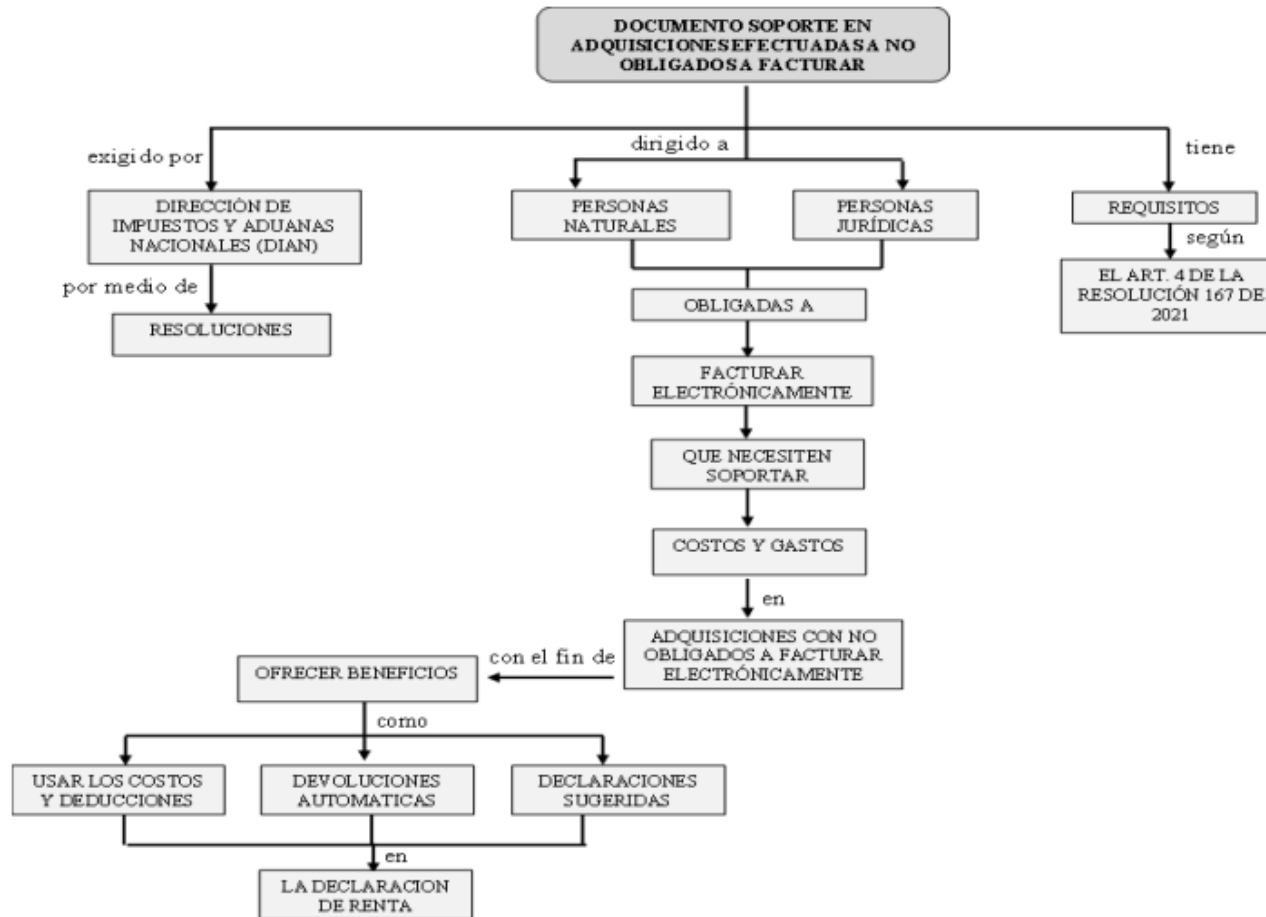 DOCUMENTO SOPORTE EN
ADQUISICIONES EFECTUADAS A NO
OBLIGADOS A FACTURAR
exigido por
dirigido a
tiene
DIRECCIÓN DE
IMPUESTOS Y ADUANAS
NACIONALES (DIAN)
PERSONAS
NATURALES
PERSONAS
JURÍDICAS
REQUISITOS
según
por medio de
EL ART. 4 DE LA
RESOLUCIÓN 167 DE
2021
RESOLUCIONES
OBLIGADAS A
FACTURAR
ELECTRÓNICAMENTE
QUE NECESITEN
SOPORTAR
COSTOS Y GASTOS
en
ADQUISICIONES CON NO
OBLIGADOS A FACTURAR
ELECTRÓNICAMENTE
con el fin de
OFRECER BENEFICIOS
como
USAR LOS COSTOS
Y DEDUCCIONES
DEVOLUCIONES
AUTOMATICAS
DECLARACIONES
SUGERIDAS
en
LA DECLARACION
DE RENTA